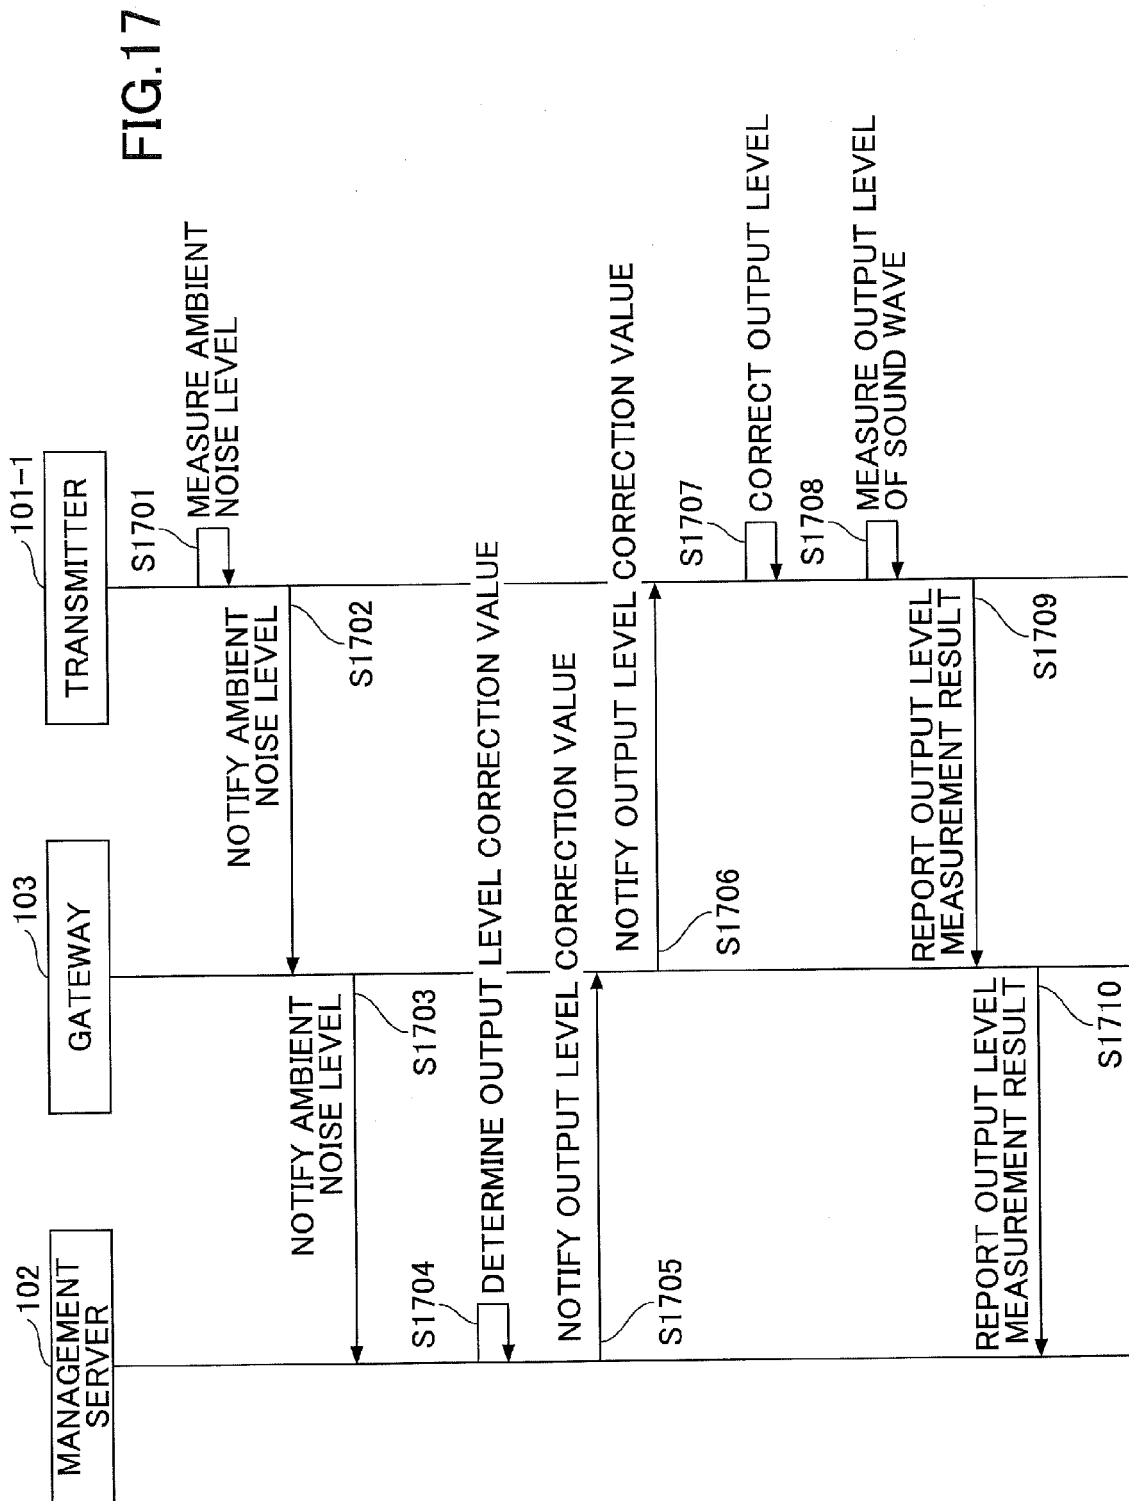 FIG.17
102
MANAGEMENT
SERVER
103
GATEWAY
101-1
TRANSMITTER
S1701
MEASURE AMBIENT
NOISE LEVEL
NOTIFY AMBIENT
NOISE LEVEL
S1702
NOTIFY AMBIENT
NOISE LEVEL
S1703
S1704
DETERMINE OUTPUT LEVEL CORRECTION VALUE
NOTIFY OUTPUT LEVEL CORRECTION VALUE
S1705
NOTIFY OUTPUT LEVEL CORRECTION VALUE
S1706
S1707
CORRECT OUTPUT LEVEL
S1708
MEASURE OUTPUT LEVEL
OF SOUND WAVE
REPORT OUTPUT LEVEL
MEASUREMENT RESULT
S1709
REPORT OUTPUT LEVEL
MEASUREMENT RESULT
S1710